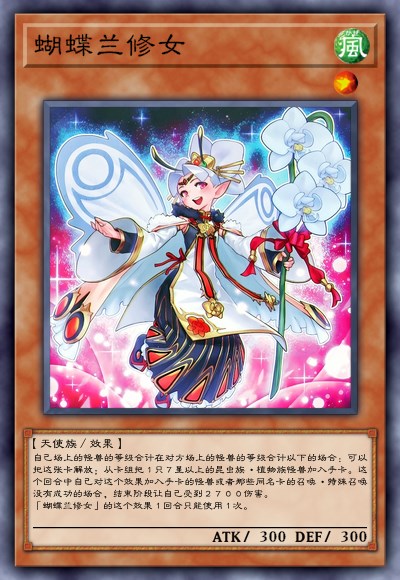 蝴蝶兰修女
風
【天使族／效果】
自己场上的怪兽的等级合计在对方场上的怪兽的等级合计以下的场合：可以
把这张卡解放；从卡组把１只７星以上的昆虫族・植物族怪兽加入手卡。这
个回合中自己对这个效果加入手卡的怪兽或者那些同名卡的召唤・特殊召唤
没有成功的场合，结束阶段让自己受到２７００伤害。
「蝴蝶兰修女」的这个效果１回合只能使用１次。
ATK／ 300 DEF／ 300